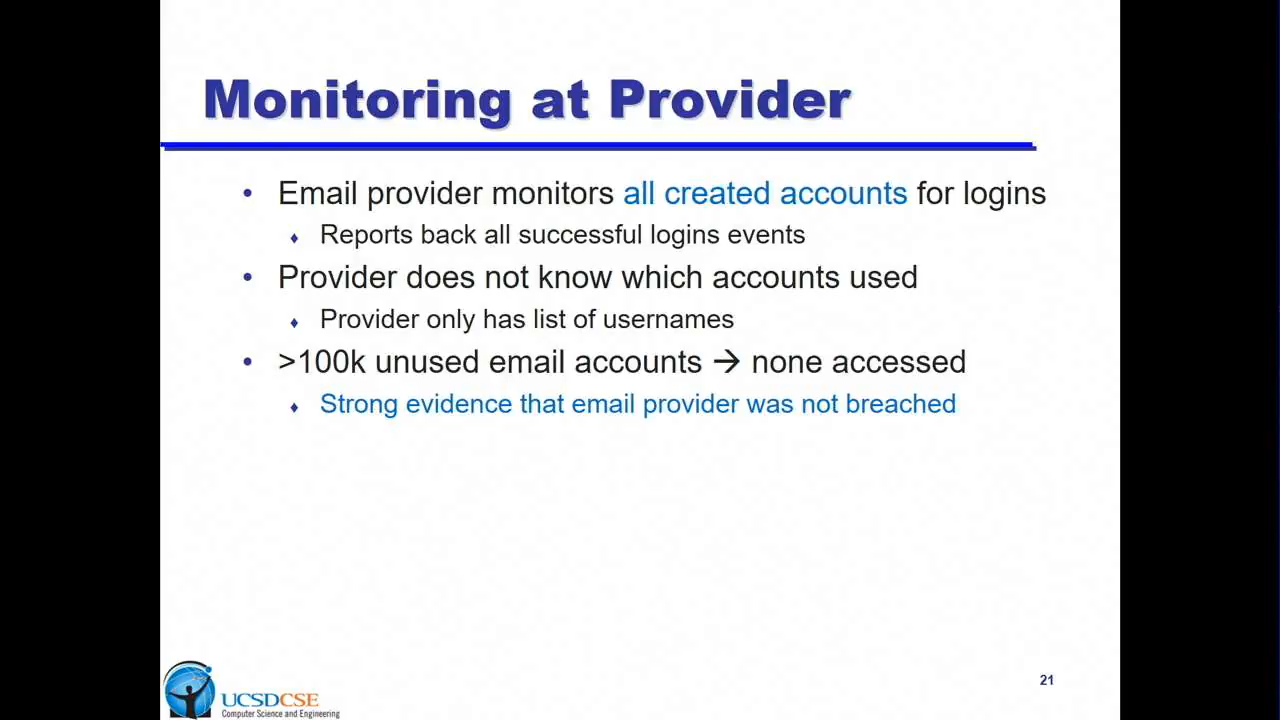 Monitoring at Provider
• Email provider monitors all created accounts for logins
♦ Reports back all successful logins events
• Provider does not know which accounts used
♦ Provider only has list of usernames
• >100k unused email accounts → none accessed
♦ Strong evidence that email provider was not breached
21
UCSDCSE
Computer Science and Engineering